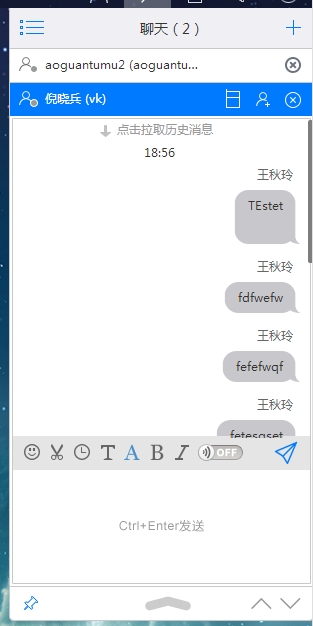 聊天 ( 2 )
aoguantumu2 (aoguantu...
倪晓兵 (vk)
点击拉取历史消息
18:56
王秋玲
TEstet
王秋玲
fdfwefw
王秋玲
fefefwqf
王秋玲
fetesgset
T A B I OFF
Ctrl+Enter发送